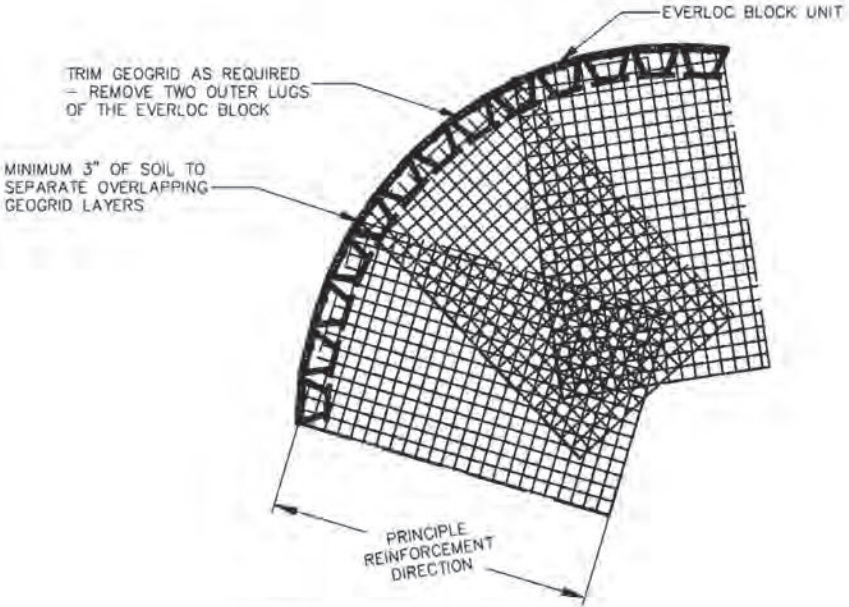 EVERLOC BLOCK UNIT
TRIM GEOGRID AS REQUIRED
- REMOVE TWO OUTER LUGS
OF THE EVERLOC BLOCK
MINIMUM 3" OF SOIL TO
SEPARATE OVERLAPPING
GEOGRID LAYERS
PRINCIPLE
REINFORCEMENT
DIRECTION